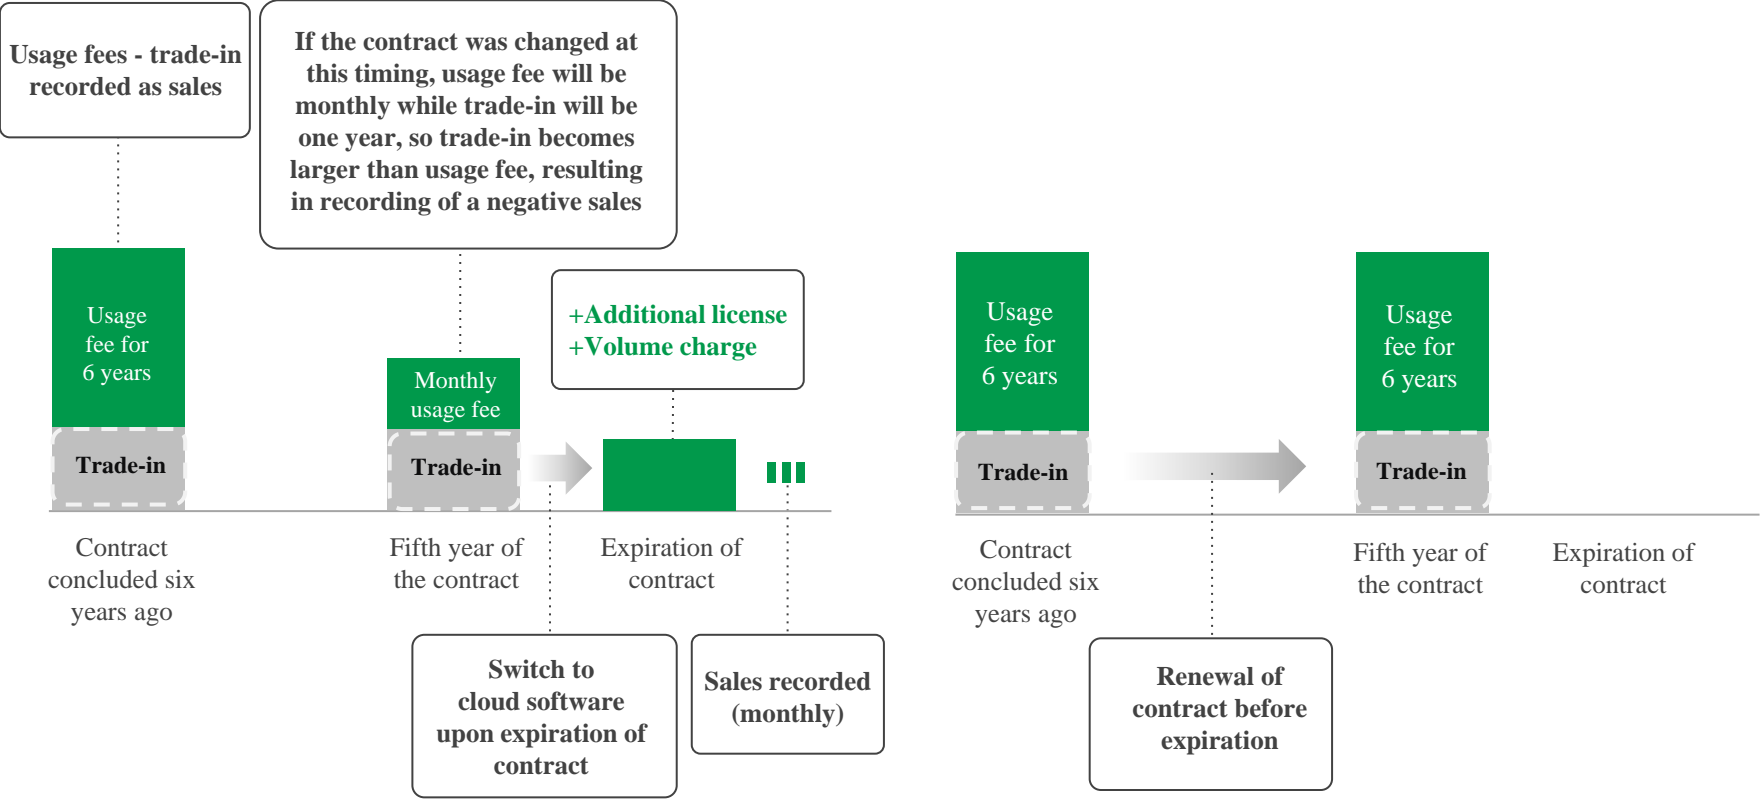 Usage fees - trade-in
recorded as sales
If the contract was changed at
this timing, usage fee will be
monthly while trade-in will be
one year, so trade-in becomes
larger than usage fee, resulting
in recording of a negative sales
+Additional license
+Volume charge
Usage
fee for
6 years
Trade-in
Monthly
usage fee
Trade-in
Contract
concluded six
years ago
Fifth year of
the contract
Expiration of
contract
Switch to
cloud software
upon expiration of
contract
Sales recorded
(monthly)
Usage
fee for
6 years
Trade-in
Usage
fee for
6 years
Trade-in
Contract
concluded six
years ago
Fifth year of
the contract
Expiration of
contract
Renewal of
contract before
expiration